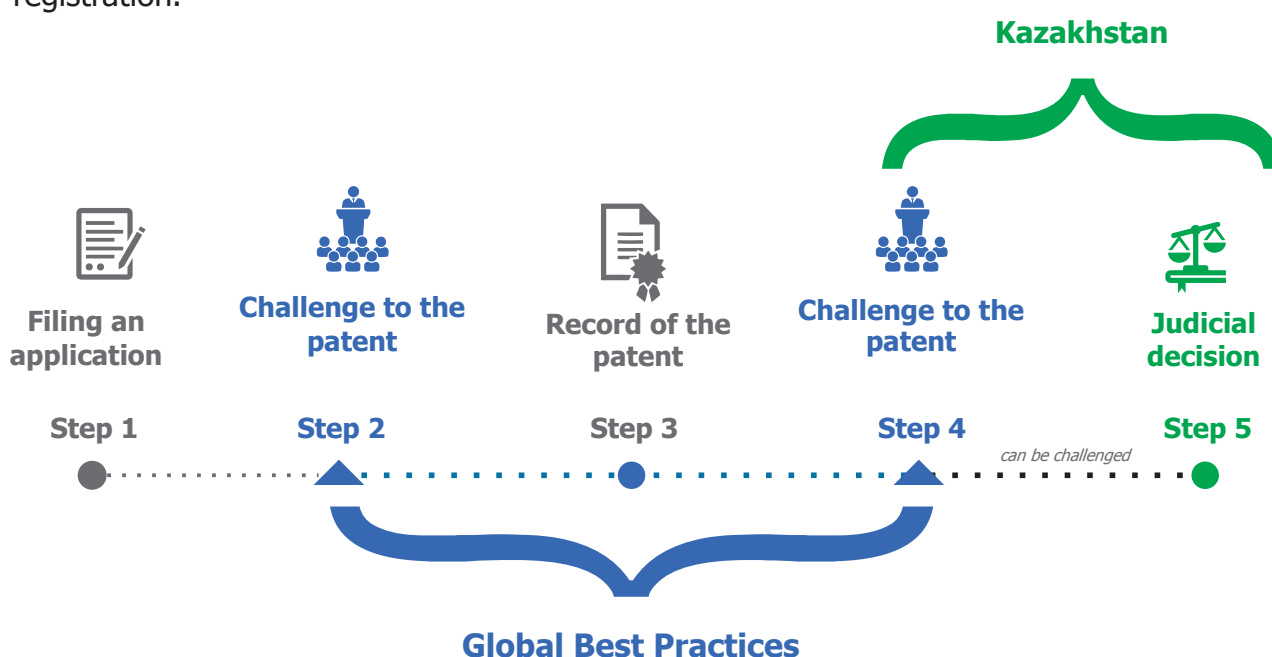 registration.
Kazakhstan
Filing an
application
Challenge to the
patent
Record of the
patent
Challenge to the
patent
Judicial
decision
Step 1
Step 2
Step 3
Step 4
Step 5
can be challenged
Global Best Practices